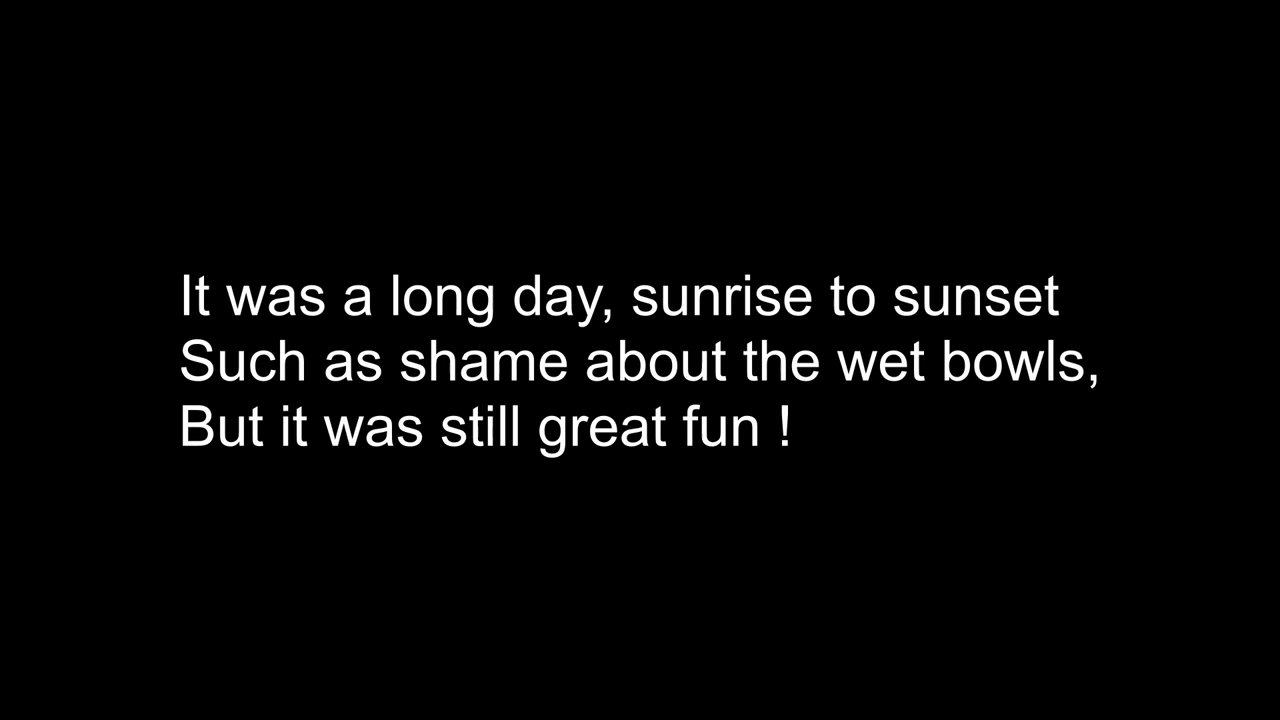 It was a long day, sunrise to sunset
Such as shame about the wet bowls,
But it was still great fun !